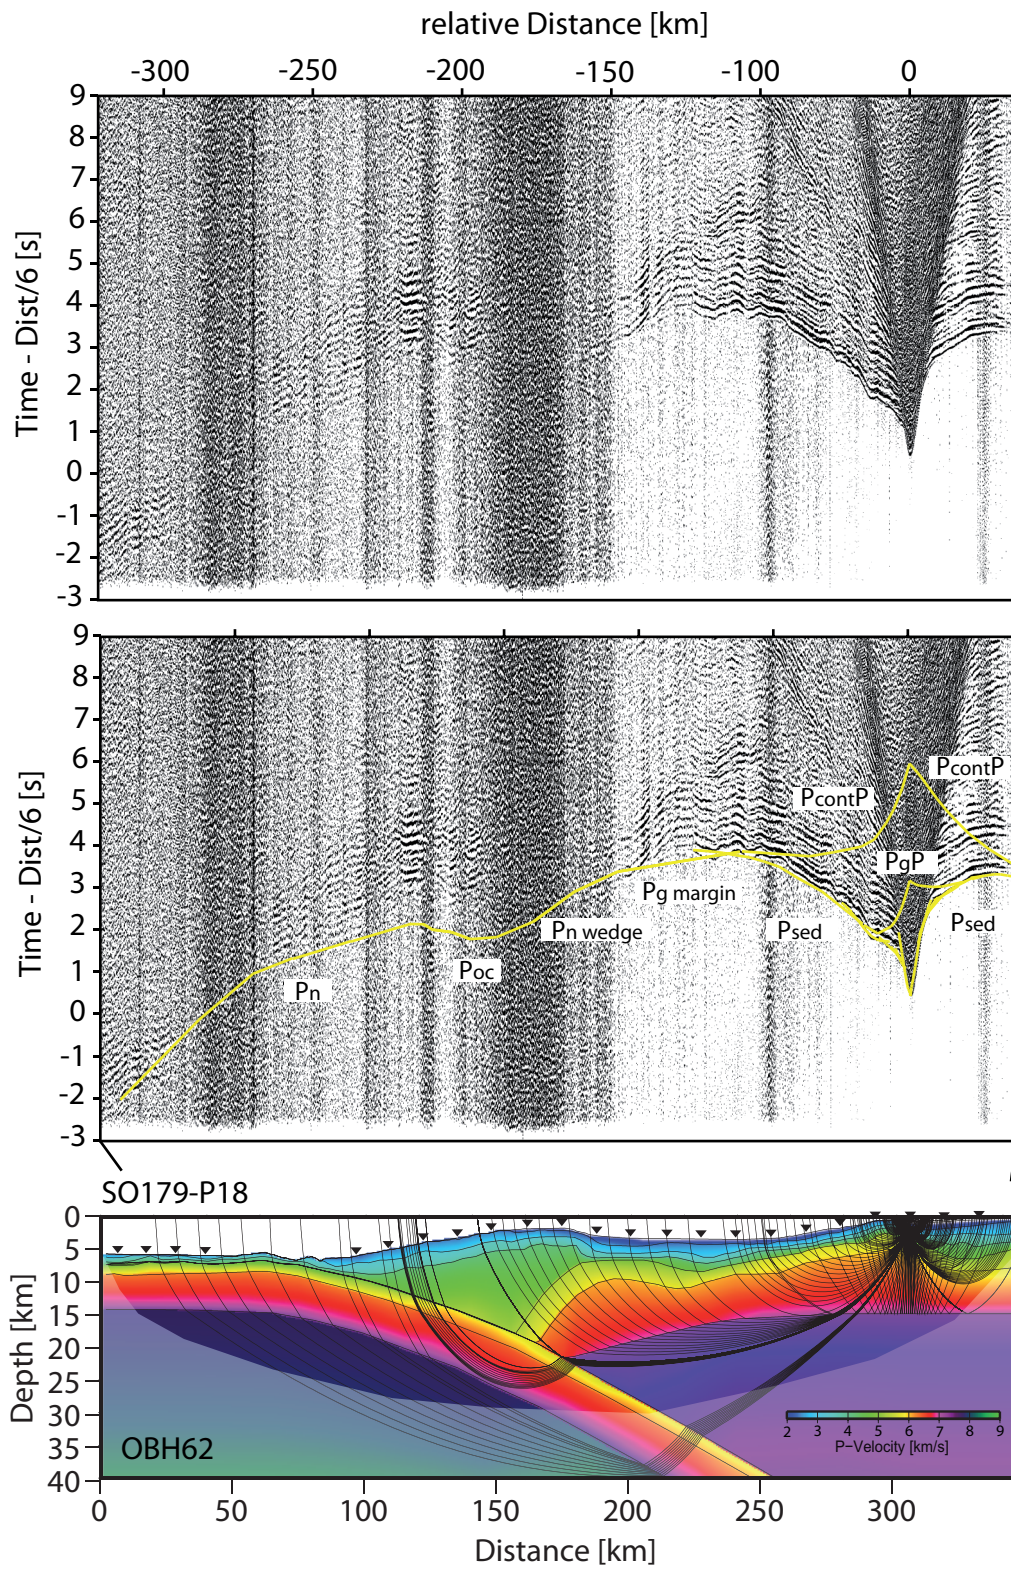 relative Distance [km]
-300 -250 -200 -150 -100 0
9
8
7
6
5
4
3
2
1
0
-1
-2
-3
Time - Dist/6 [s]
9
8
7
6
5
4
3
2
1
0
-1
-2
-3
Time - Dist/6 [s]
PcontP
PcontP
PgP
Pg margin
Psed
Psed
Pn wedge
Poc
Pn
SO179-P18
0
5
10
15
20
25
30
35
40
Depth [km]
OBH62
2 3 4 5 6 7 8 9
P-Velocity [km/s]
0 50 100 150 200 250 300
Distance [km]